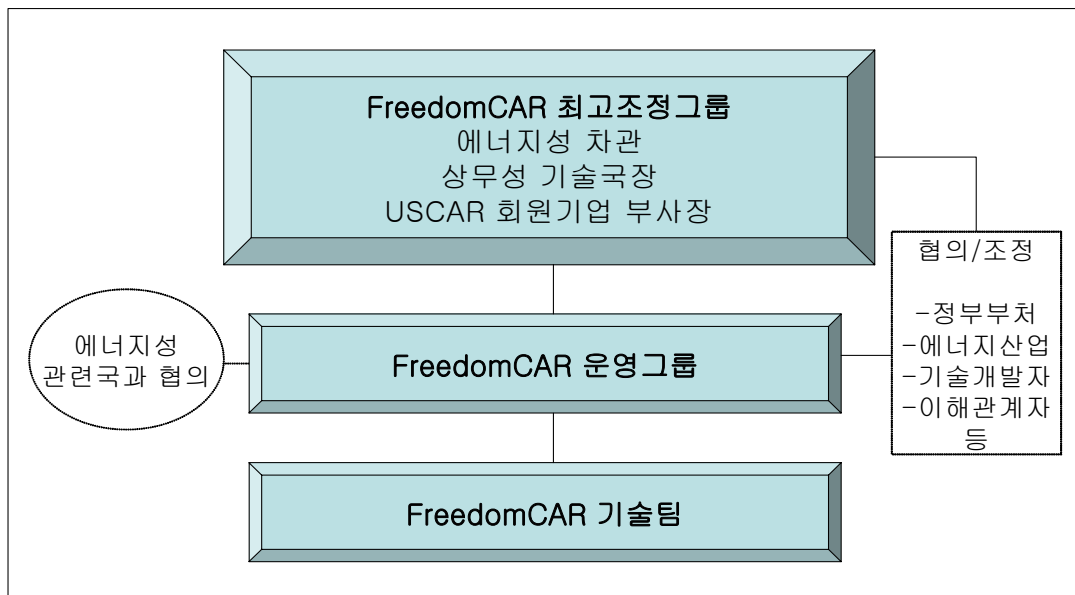 FreedomCAR 최고조정그룹
에너지성 차관
상무성 기술국장
USCAR 회원기업 부사장
협의/조정
-정부부처
-에너지산업
-기술개발자
-이해관계자
등
에너지성
관련국과 협의
FreedomCAR 운영그룹
FreedomCAR 기술팀